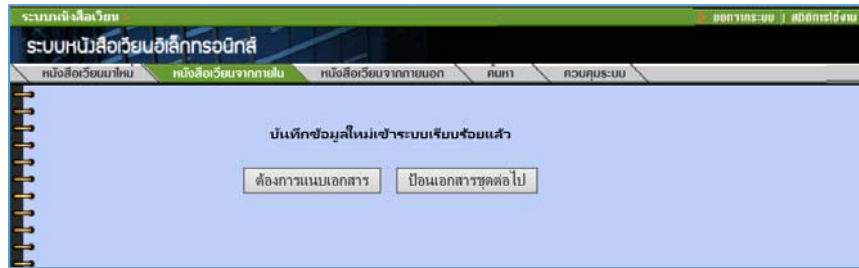 ระบบหนังสือเวียน
ออกจากระบบ | สถิติการใช้งาน
ระบบหนังสือเวียนอิเล็กทรอนิกส์
หนังสือเวียนมาใหม่ หนังสือเวียนจากภายใน หนังสือเวียนจากภายนอก ค้นหา ควบคุมระบบ
บันทึกข้อมูลใหม่เข้าระบบเรียบร้อยแล้ว
ต้องการแนบเอกสาร ป้อนเอกสารชุดต่อไป